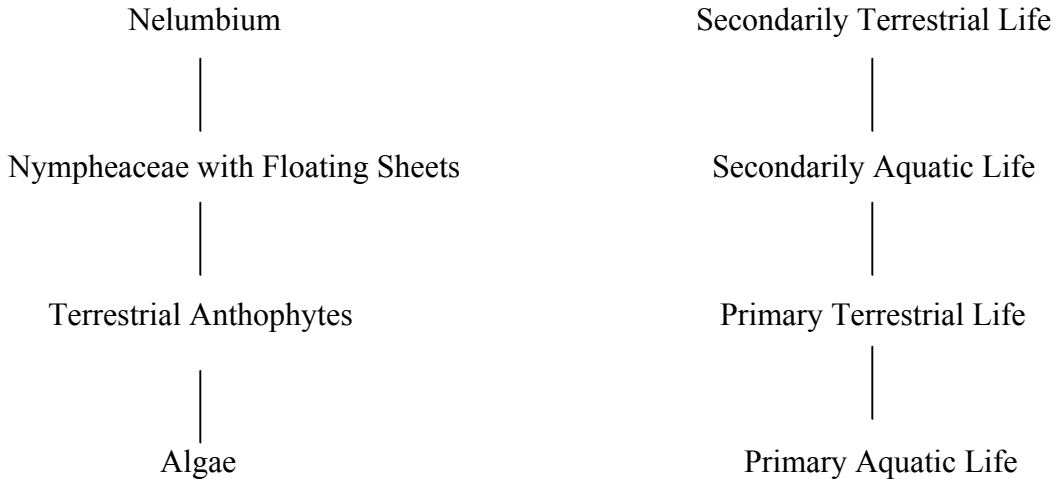 Nelumbium
Secondarily Terrestrial Life
Nympheaceae with Floating Sheets
Secondarily Aquatic Life
Terrestrial Anthophytes
Primary Terrestrial Life
Algae
Primary Aquatic Life